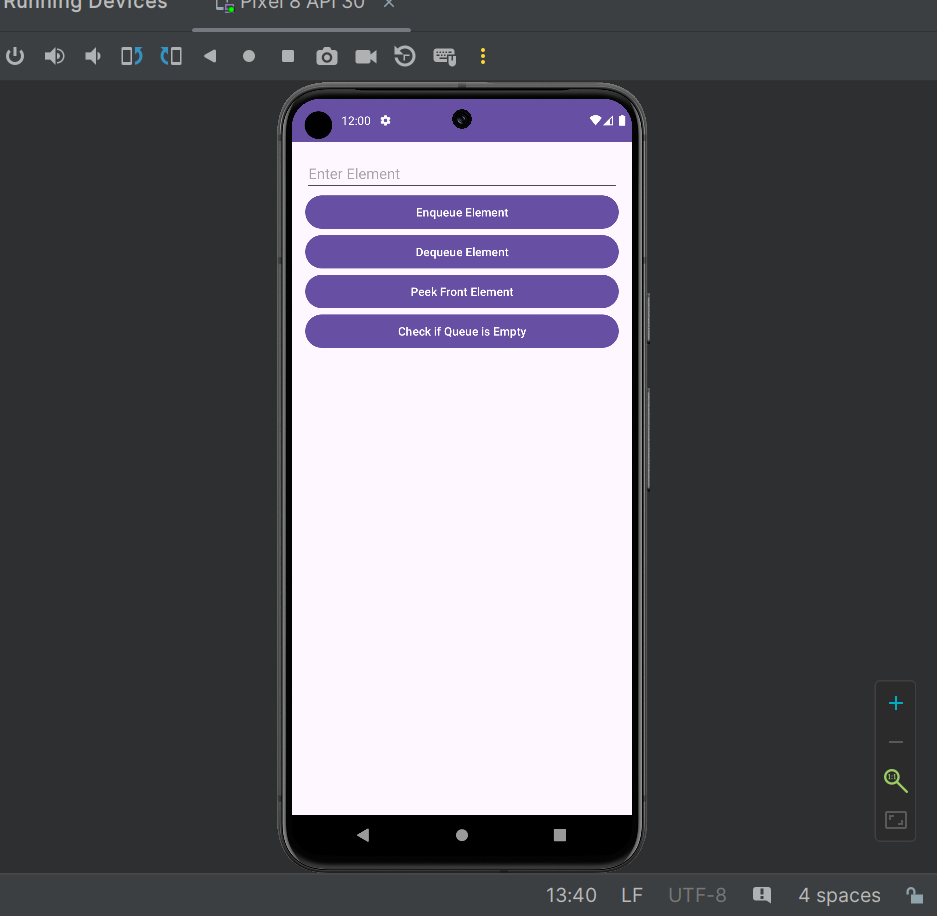 Running Devices
Pixel 8 API 30
12:00
Enter Element
Enqueue Element
Dequeue Element
Peek Front Element
Check if Queue is Empty
1:1
13:40 LF UTF-8 4 spaces